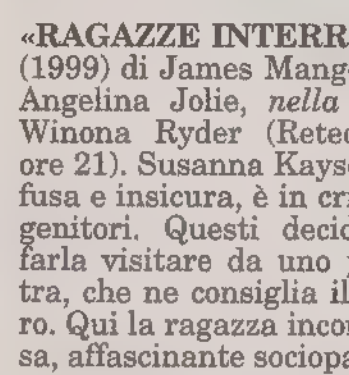 «RAGAZZE INTERR
(1999) di James Mang
Angelina Jolie, nella
Winona Ryder (Retec
ore 21). Susanna Kays
fusa e insicura, è in cri
genitori. Questi decid
farla visitare da uno
tra, che ne consiglia il
ro. Qui la ragazza inco
sa, affascinante sociopa